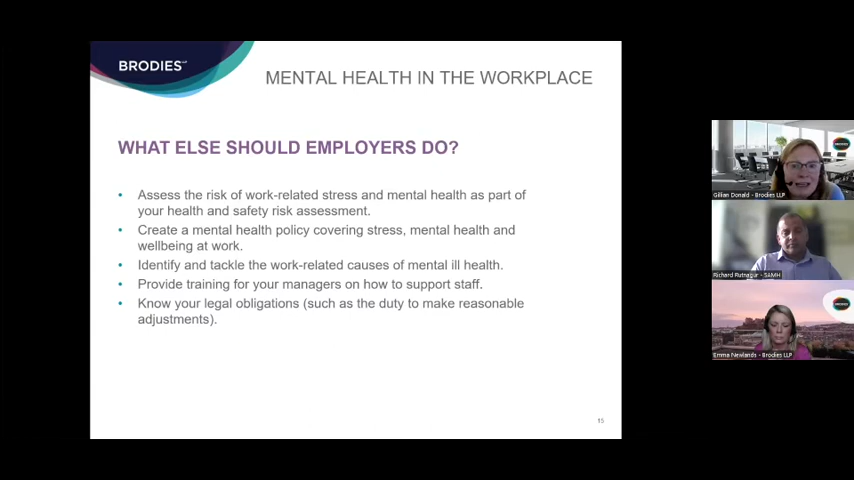 BRODIES LLP
MENTAL HEALTH IN THE WORKPLACE
WHAT ELSE SHOULD EMPLOYERS DO?
• Assess the risk of work-related stress and mental health as part of
your health and safety risk assessment.
• Create a mental health policy covering stress, mental health and
wellbeing at work.
• Identify and tackle the work-related causes of mental ill health.
• Provide training for your managers on how to support staff.
• Know your legal obligations (such as the duty to make reasonable
adjustments).
15
Gillian Donald - Brodies LLP
Richard Rutnagur - SAMH
Emma Newlands - Brodies LLP